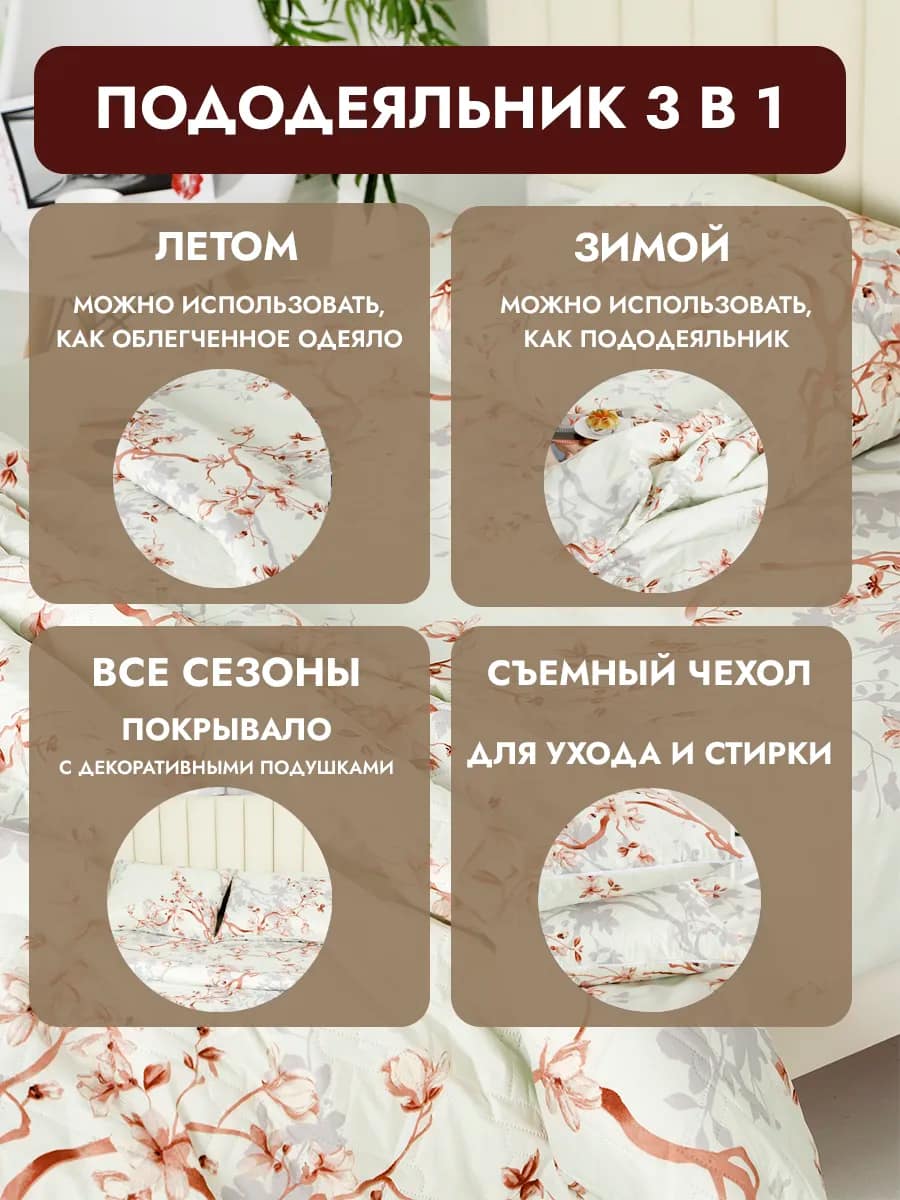 ПОДОДЕЯЛЬНИК 3 В 1
ЛЕТОМ
МОЖНО ИСПОЛЬЗОВАТЬ,
КАК ОБЛЕГЧЕННОЕ ОДЕЯЛО
ЗИМОЙ
МОЖНО ИСПОЛЬЗОВАТЬ,
КАК ПОДОДЕЯЛЬНИК
ВСЕ СЕЗОНЫ
ПОКРЫВАЛО
С ДЕКОРАТИВНЫМИ ПОДУШКАМИ
СЪЕМНЫЙ ЧЕХОЛ
ДЛЯ УХОДА И СТИРКИ